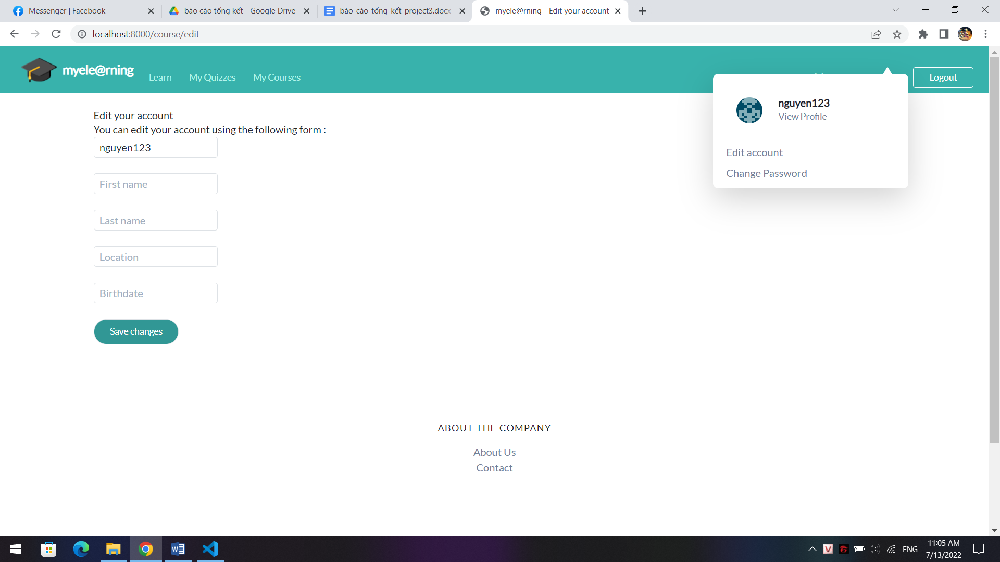 Messenger | Facebook
báo cáo tổng kết - Google Drive
báo-cáo-tổng-kết-project3.docx
myele@rning - Edit your account
localhost:8000/course/edit
myele@rning
Learn
My Quizzes
My Courses
Logout
nguyen123
View Profile
Edit account
Change Password
Edit your account
You can edit your account using the following form :
nguyen123
First name
Last name
Location
Birthdate
Save changes
ABOUT THE COMPANY
About Us
Contact
ENG
11:05 AM
7/13/2022